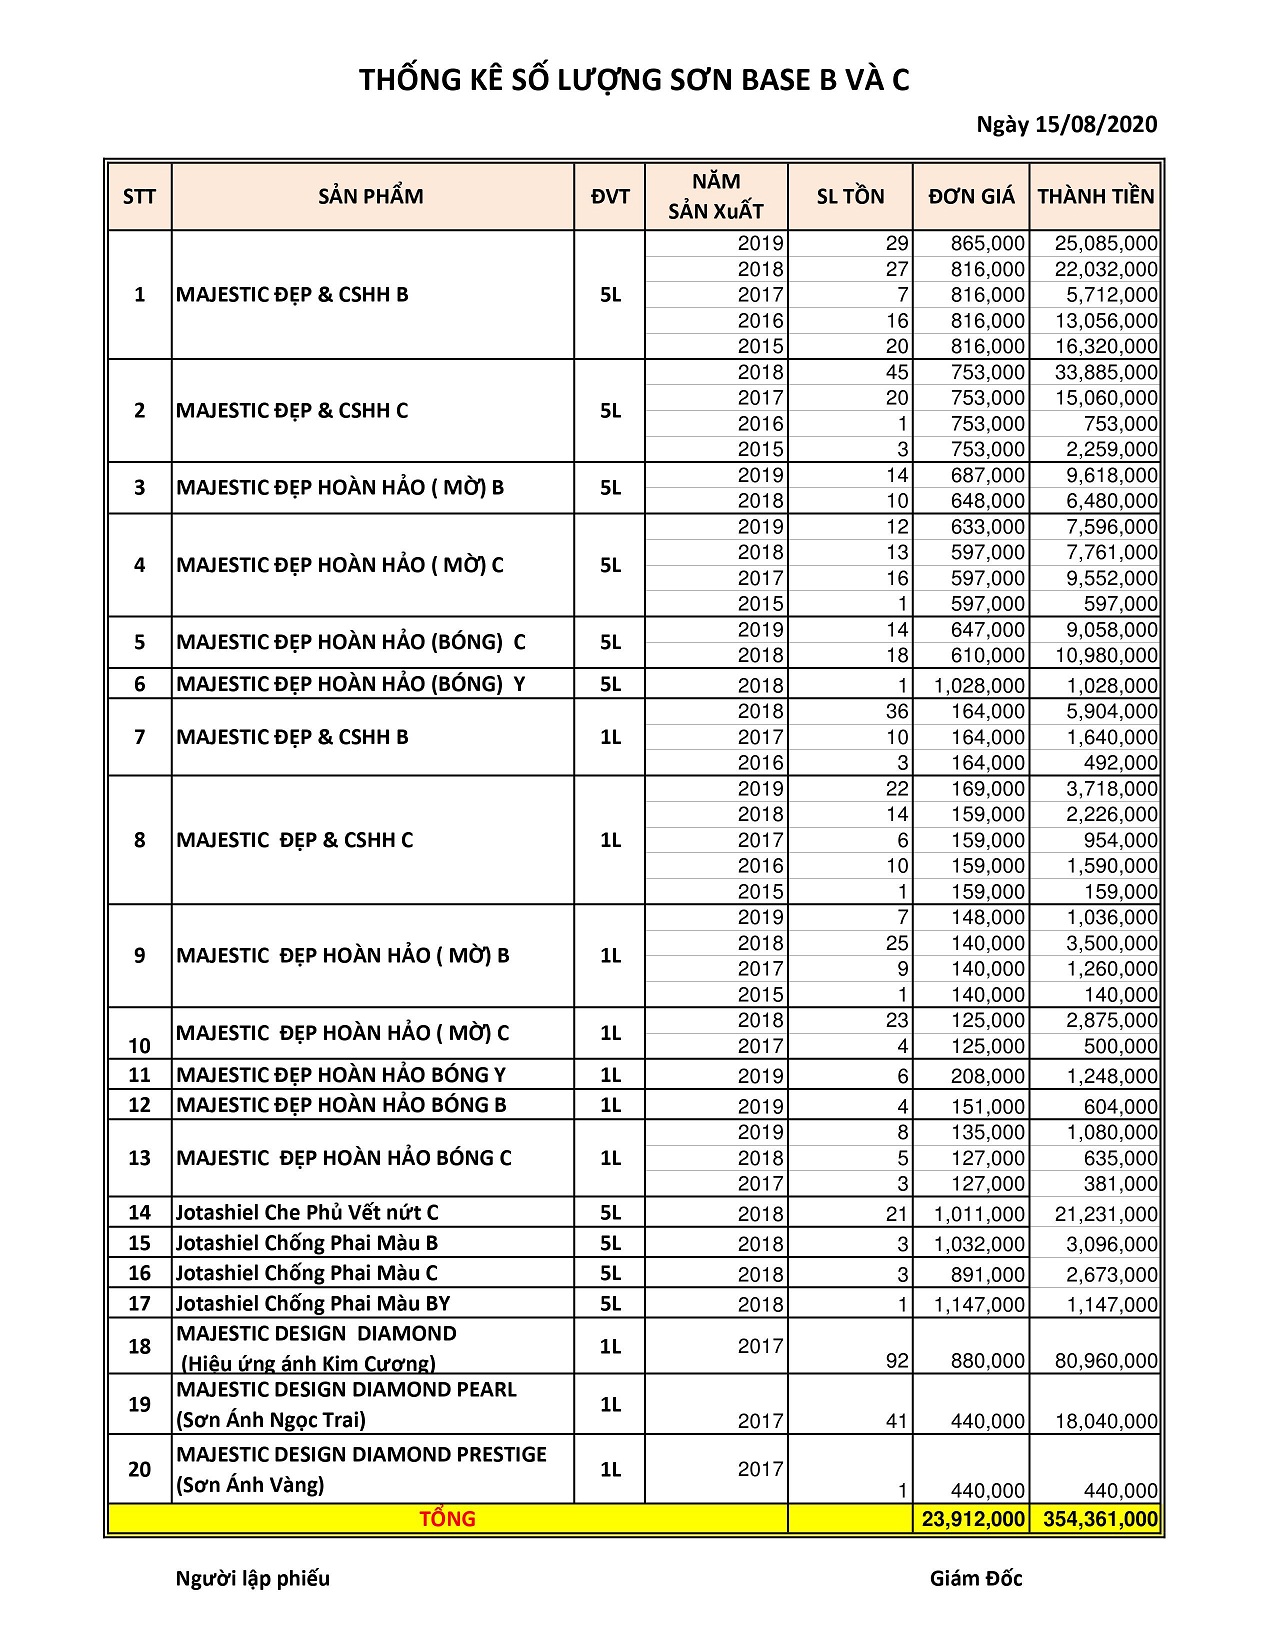 THỐNG KÊ SỐ LƯỢNG SƠN BASE B VÀ C
Ngày 15/08/2020
STT SẢN PHẨM ĐVT NĂM SẢN XuẤT SL TỒN ĐƠN GIÁ THÀNH TIỀN
1 MAJESTIC ĐẸP & CSHH B 5L 2019 29 865,000 25,085,000
2018 27 816,000 22,032,000
2017 7 816,000 5,712,000
2016 16 816,000 13,056,000
2015 20 816,000 16,320,000
2 MAJESTIC ĐẸP & CSHH C 5L 2018 45 753,000 33,885,000
2017 20 753,000 15,060,000
2016 1 753,000 753,000
2015 3 753,000 2,259,000
3 MAJESTIC ĐẸP HOÀN HẢO ( MỜ) B 5L 2019 14 687,000 9,618,000
2018 10 648,000 6,480,000
4 MAJESTIC ĐẸP HOÀN HẢO ( MỜ) C 5L 2019 12 633,000 7,596,000
2018 13 597,000 7,761,000
2017 16 597,000 9,552,000
2015 1 597,000 597,000
5 MAJESTIC ĐẸP HOÀN HẢO (BÓNG) C 5L 2019 14 647,000 9,058,000
2018 18 610,000 10,980,000
6 MAJESTIC ĐẸP HOÀN HẢO (BÓNG) Y 5L 2018 1 1,028,000 1,028,000
7 MAJESTIC ĐẸP & CSHH B 1L 2018 36 164,000 5,904,000
2017 10 164,000 1,640,000
2016 3 164,000 492,000
8 MAJESTIC ĐẸP & CSHH C 1L 2019 22 169,000 3,718,000
2018 14 159,000 2,226,000
2017 6 159,000 954,000
2016 10 159,000 1,590,000
2015 1 159,000 159,000
9 MAJESTIC ĐẸP HOÀN HẢO ( MỜ) B 1L 2019 7 148,000 1,036,000
2018 25 140,000 3,500,000
2017 9 140,000 1,260,000
2015 1 140,000 140,000
10 MAJESTIC ĐẸP HOÀN HẢO ( MỜ) C 1L 2018 23 125,000 2,875,000
2017 4 125,000 500,000
11 MAJESTIC ĐẸP HOÀN HẢO BÓNG Y 1L 2019 6 208,000 1,248,000
12 MAJESTIC ĐẸP HOÀN HẢO BÓNG B 1L 2019 4 151,000 604,000
13 MAJESTIC ĐẸP HOÀN HẢO BÓNG C 1L 2019 8 135,000 1,080,000
2018 5 127,000 635,000
2017 3 127,000 381,000
14 Jotashiel Che Phủ Vết nứt C 5L 2018 21 1,011,000 21,231,000
15 Jotashiel Chống Phai Màu B 5L 2018 3 1,032,000 3,096,000
16 Jotashiel Chống Phai Màu C 5L 2018 3 891,000 2,673,000
17 Jotashiel Chống Phai Màu BY 5L 2018 1 1,147,000 1,147,000
18 MAJESTIC DESIGN DIAMOND 1L 2017 92 880,000 80,960,000
(Hiệu ứng ánh Kim Cương)
19 MAJESTIC DESIGN DIAMOND PEARL 1L 2017 41 440,000 18,040,000
(Sơn Ánh Ngọc Trai)
20 MAJESTIC DESIGN DIAMOND PRESTIGE 1L 2017 1 440,000 440,000
(Sơn Ánh Vàng)
TỔNG 23,912,000 354,361,000
Người lập phiếu Giám Đốc